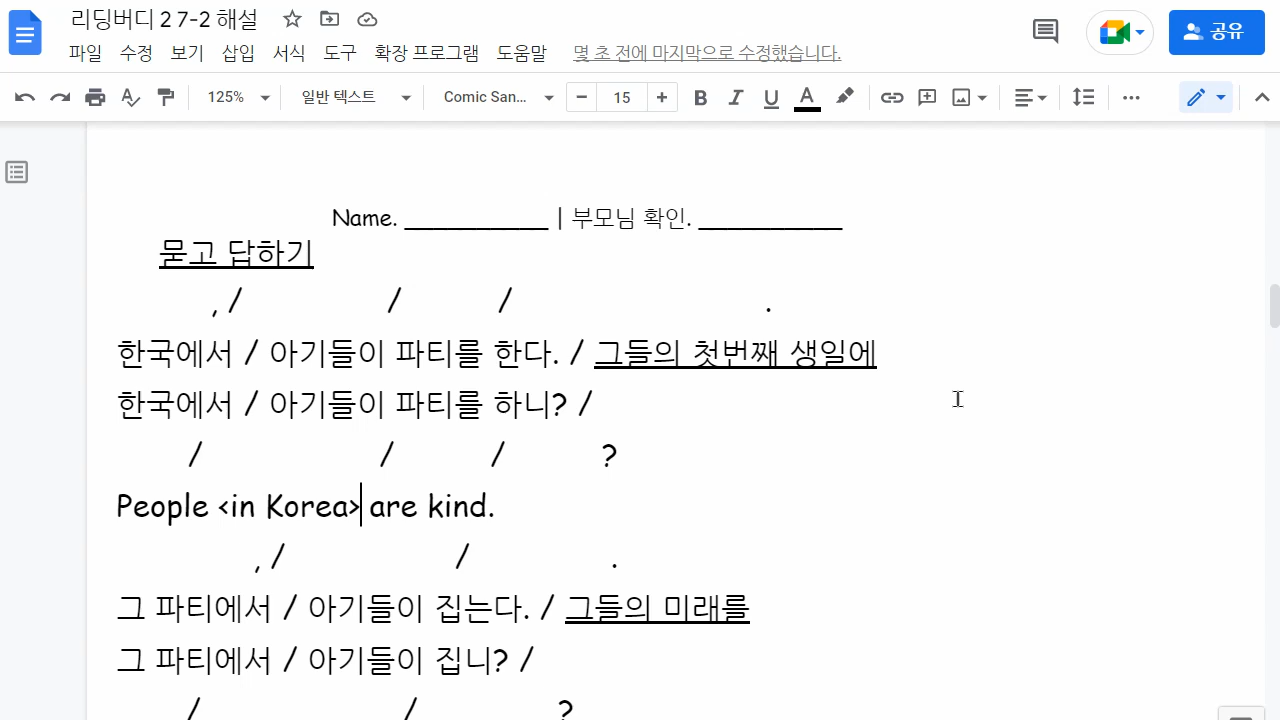 리딩버디 2 7-2 해설
파일 수정 보기 삽입 서식 도구 확장 프로그램 도움말 몇 초 전에 마지막으로 수정했습니다.
공유
125% 일반 텍스트 Comic San... 15 B I U A
Name. ___________ | 부모님 확인. ___________
묻고 답하기
, / / / .
한국에서 / 아기들이 파티를 한다. / 그들의 첫번째 생일에
한국에서 / 아기들이 파티를 하니? /
/ / / ?
People <in Korea> are kind.
, / / .
그 파티에서 / 아기들이 집는다. / 그들의 미래를
그 파티에서 / 아기들이 집니? /
/ / ?